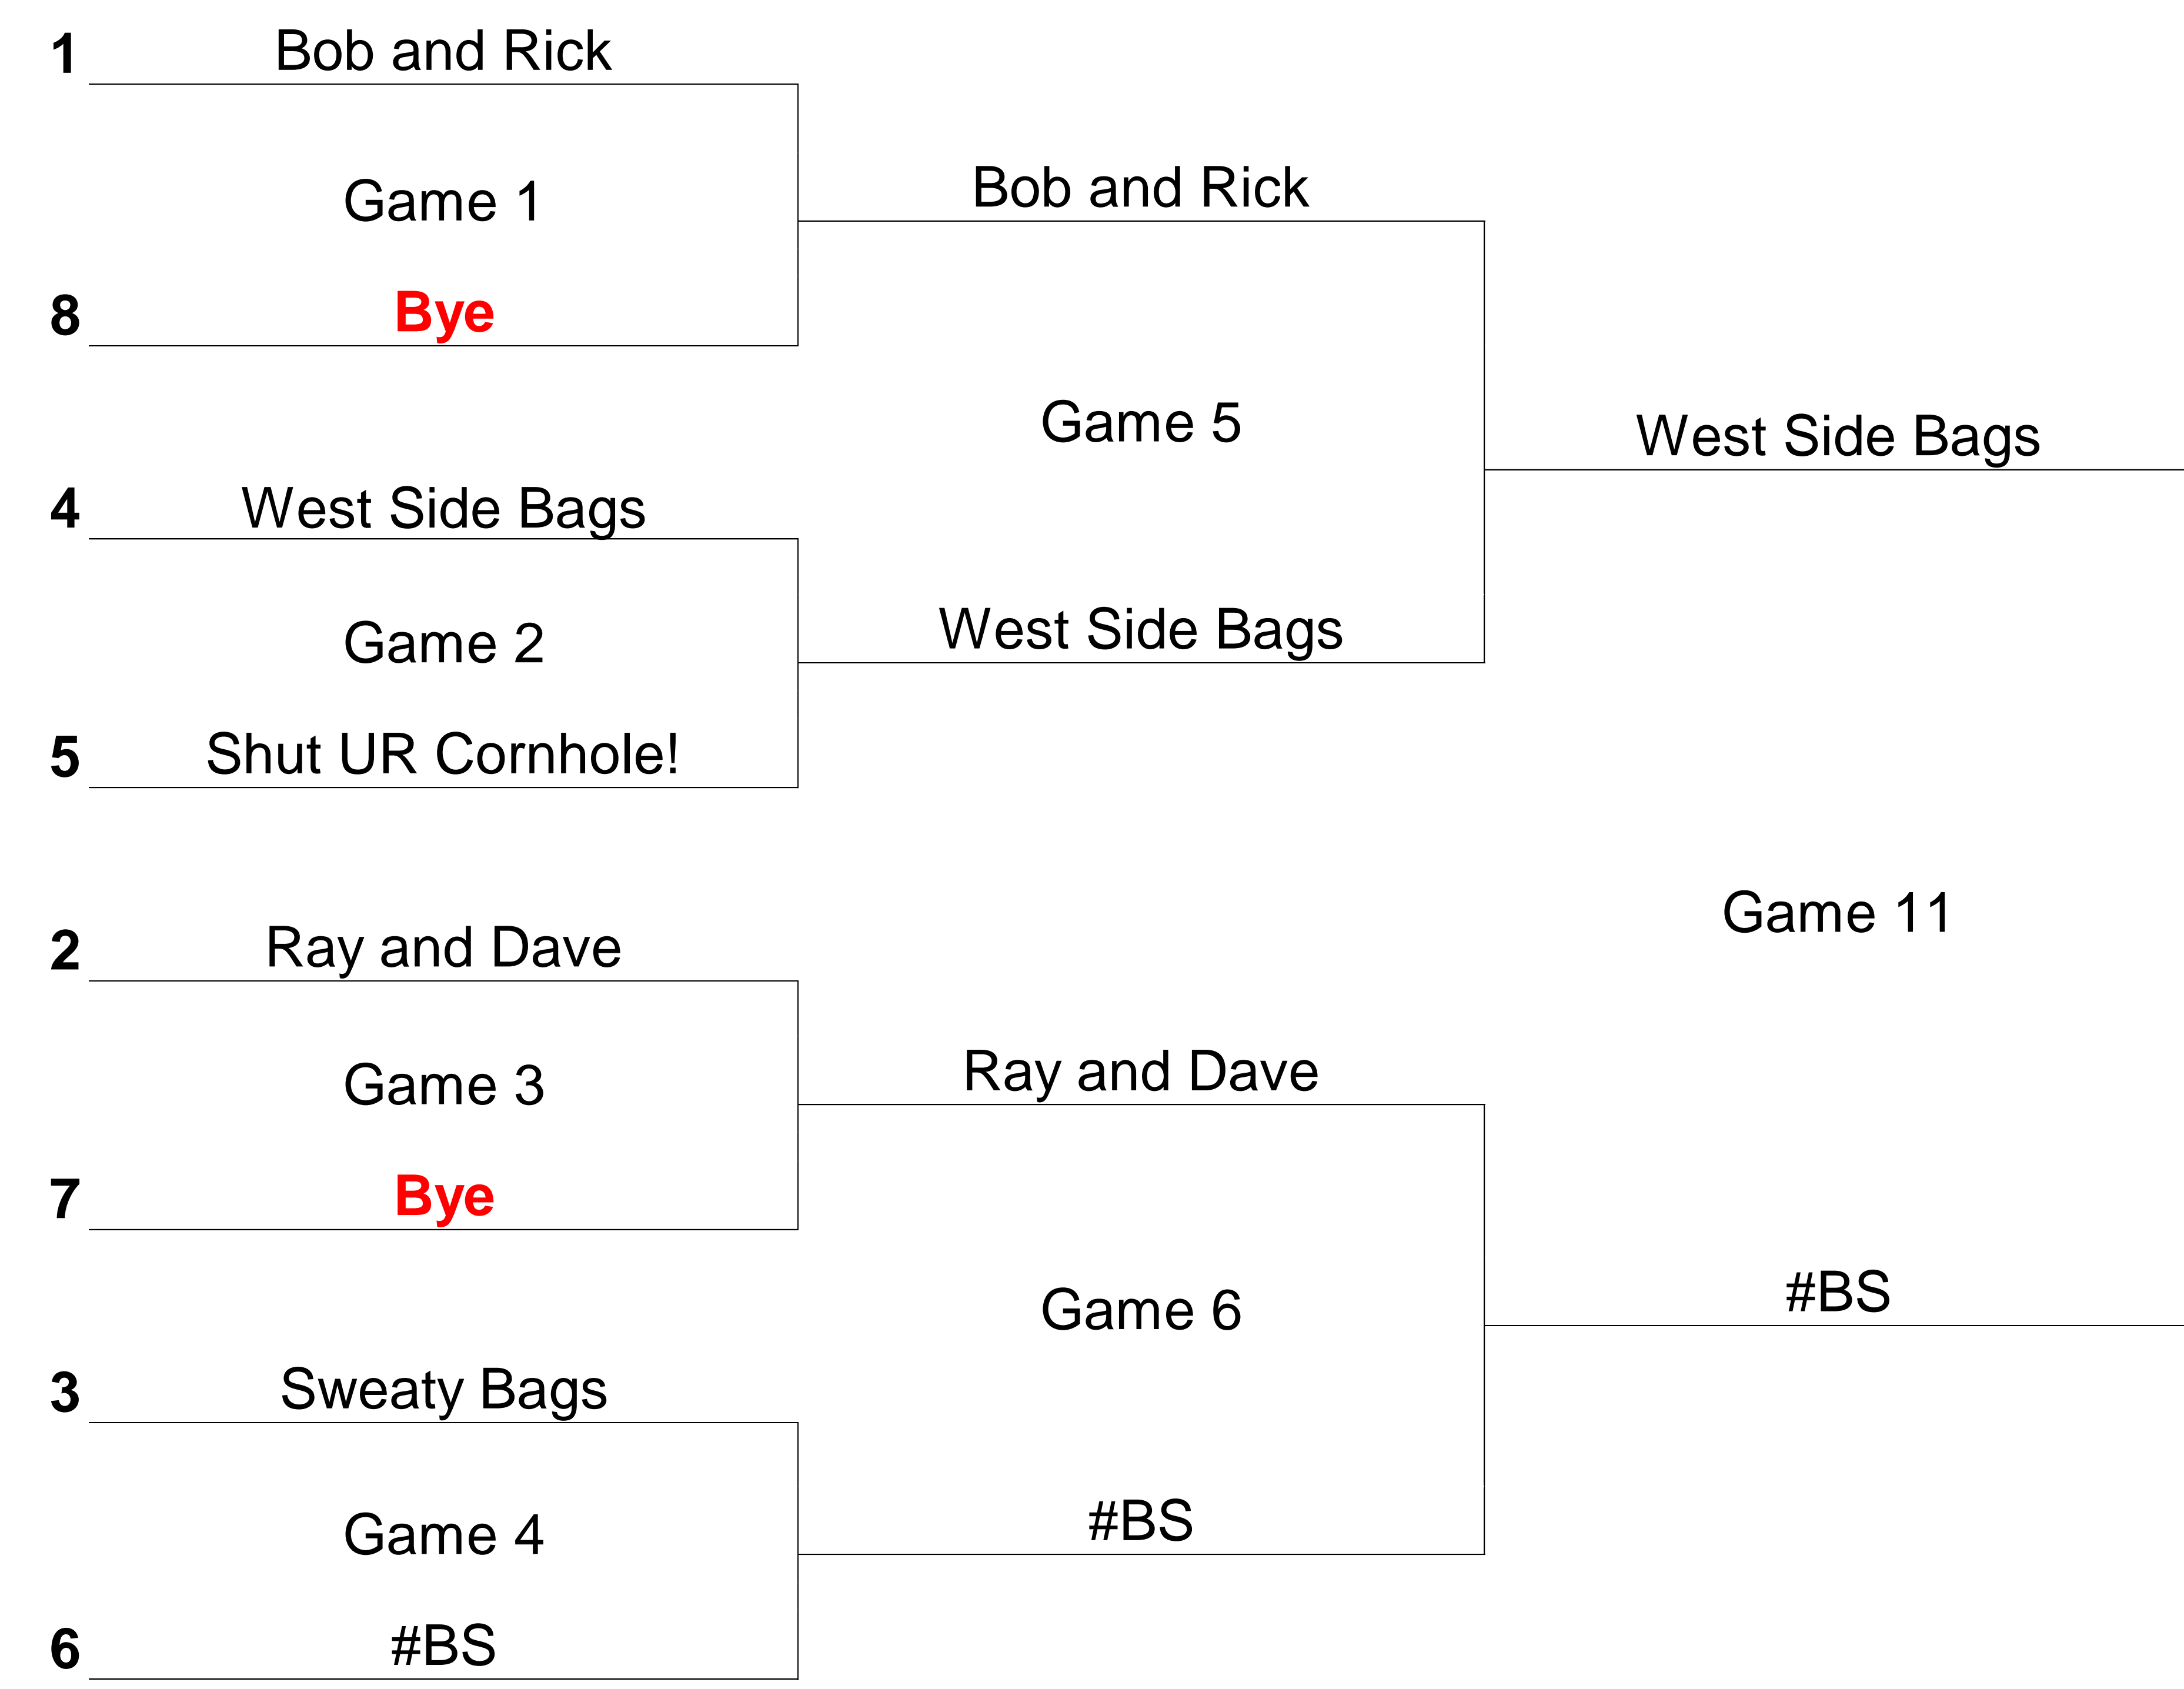 1 Bob and Rick
Game 1
Bob and Rick
8 Bye
Game 5
West Side Bags
4 West Side Bags
Game 2
West Side Bags
5 Shut UR Cornhole!
Game 11
2 Ray and Dave
Game 3
Ray and Dave
7 Bye
Game 6
#BS
3 Sweaty Bags
Game 4
#BS
6 #BS